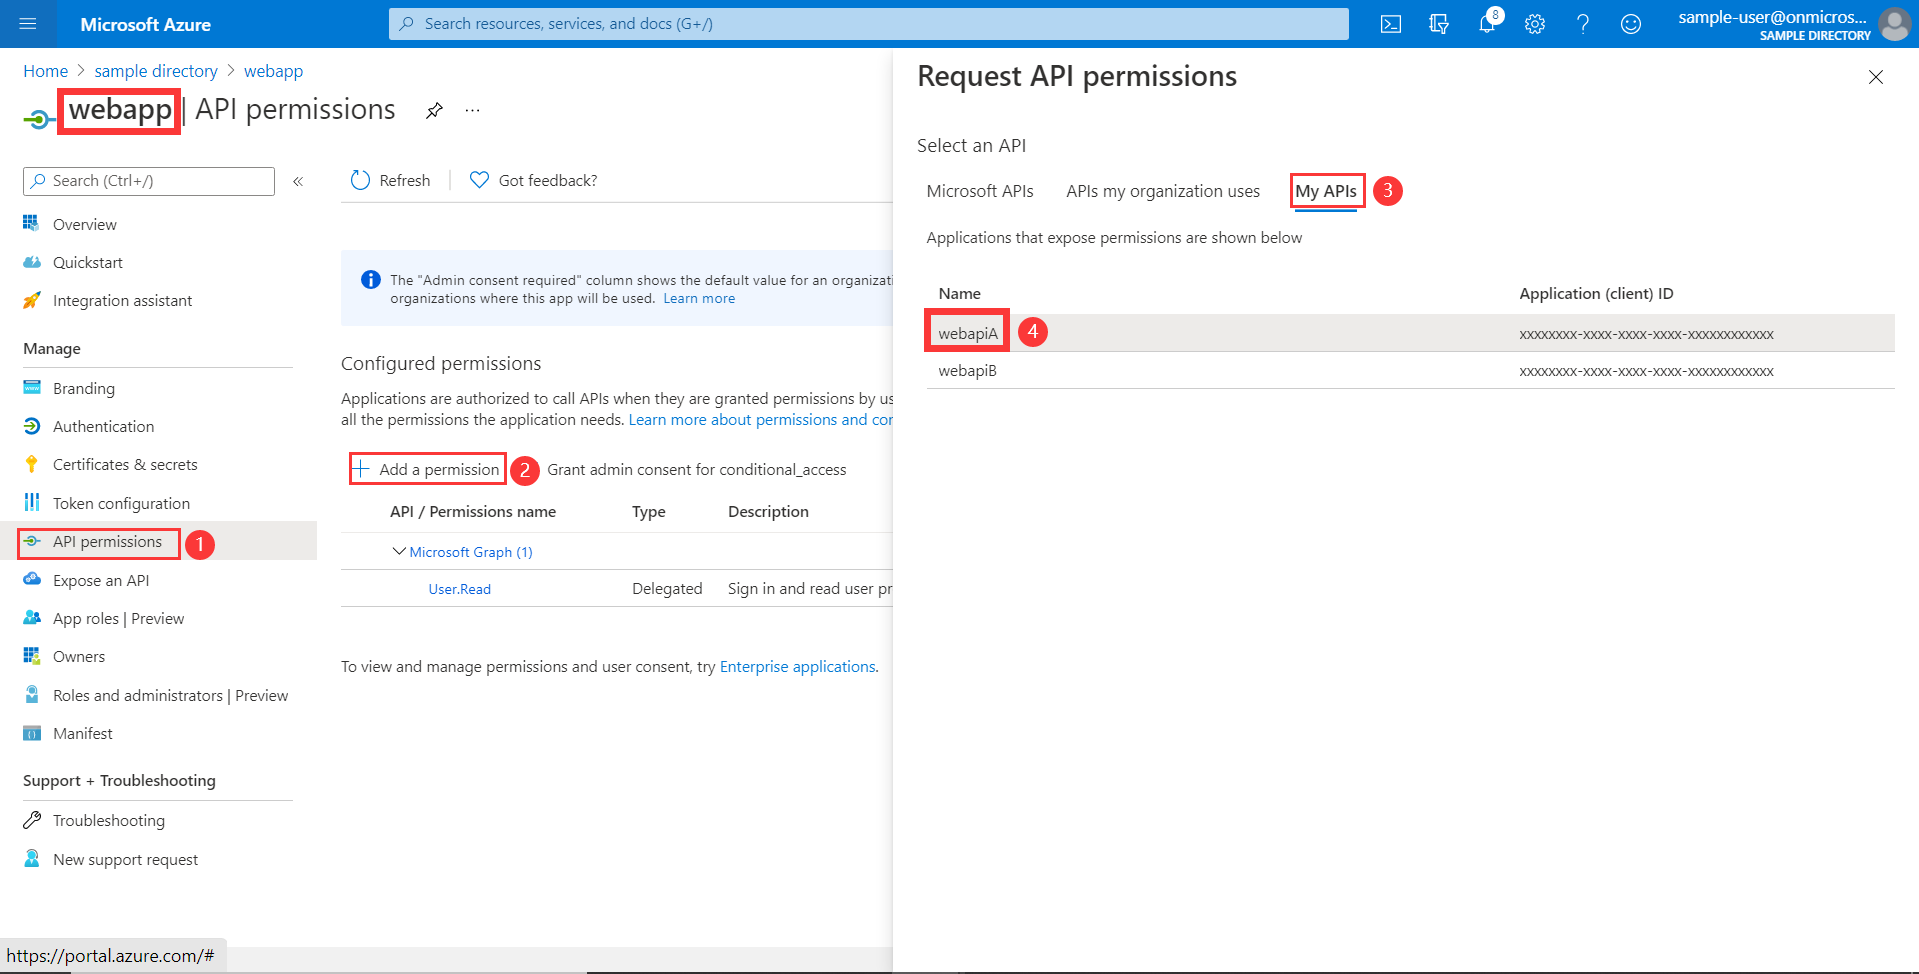 Microsoft Azure
Search resources, services, and docs (G+/)
8
sample-user@onmicros...
SAMPLE DIRECTORY
Home > sample directory > webapp
webapp | API permissions
...
Search (Ctrl+/)
«
Overview
Quickstart
Integration assistant
Manage
Branding
Authentication
Certificates & secrets
Token configuration
API permissions
1
Expose an API
App roles | Preview
Owners
Roles and administrators | Preview
Manifest
Support + Troubleshooting
Troubleshooting
New support request
https://portal.azure.com/#
Refresh
Got feedback?
The "Admin consent required" column shows the default value for an organizati
organizations where this app will be used. Learn more
Configured permissions
Applications are authorized to call APIs when they are granted permissions by us
all the permissions the application needs. Learn more about permissions and cor
Add a permission
2
Grant admin consent for conditional_access
API / Permissions name Type Description
Microsoft Graph (1)
User.Read Delegated Sign in and read user pr
To view and manage permissions and user consent, try Enterprise applications.
Request API permissions
Select an API
Microsoft APIs APIs my organization uses My APIs
3
Applications that expose permissions are shown below
Name Application (client) ID
webapiA 4 xxxxxxxx-xxxx-xxxx-xxxx-xxxxxxxxxxxx
webapiB xxxxxxxx-xxxx-xxxx-xxxx-xxxxxxxxxxxx